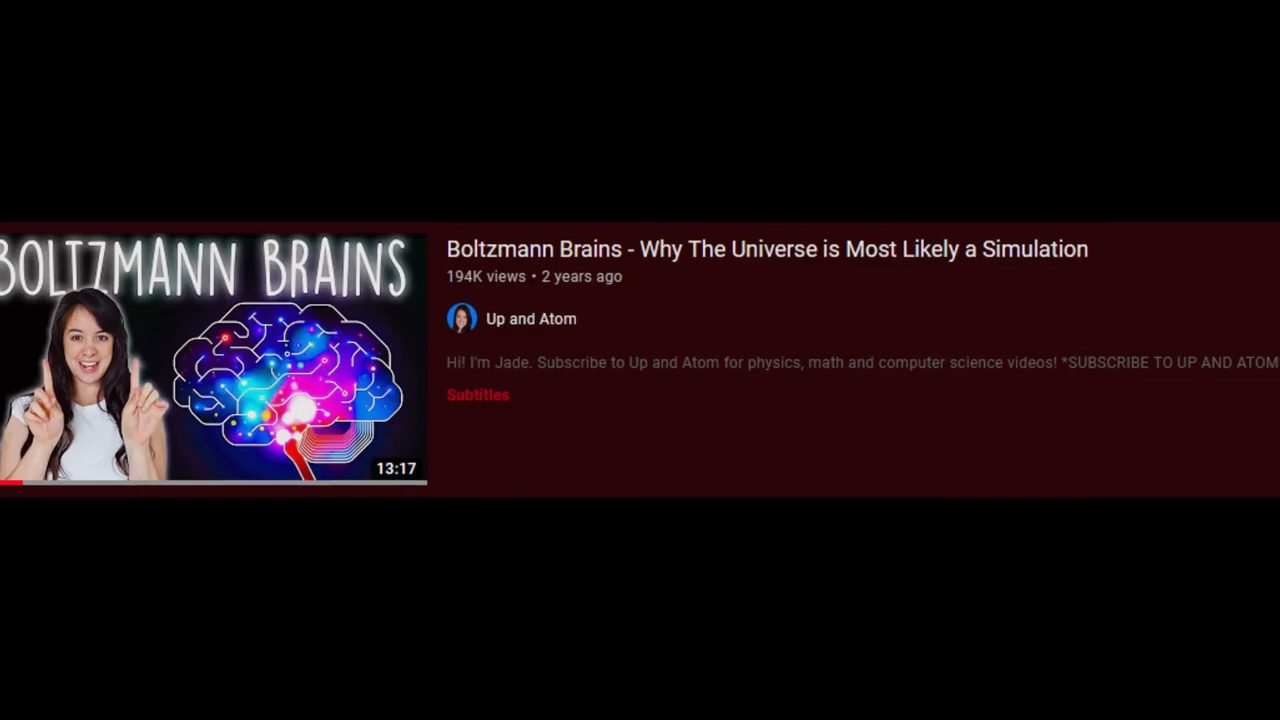 BOLTZMANN BRAINS
13:17
Boltzmann Brains - Why The Universe is Most Likely a Simulation
194K views • 2 years ago
Up and Atom
Hi! I'm Jade. Subscribe to Up and Atom for physics, math and computer science videos! *SUBSCRIBE TO UP AND ATOM
Subtitles